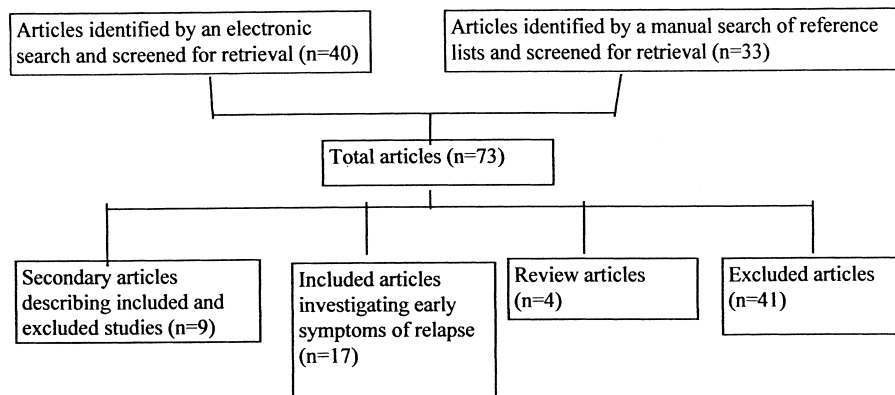 Articles identified by an electronic
search and screened for retrieval (n=40)
Articles identified by a manual search of reference
lists and screened for retrieval (n=33)
Total articles (n=73)
Secondary articles
describing included and
excluded studies (n=9)
Included articles
investigating early
symptoms of relapse
(n=17)
Review articles
(n=4)
Excluded articles
(n=41)